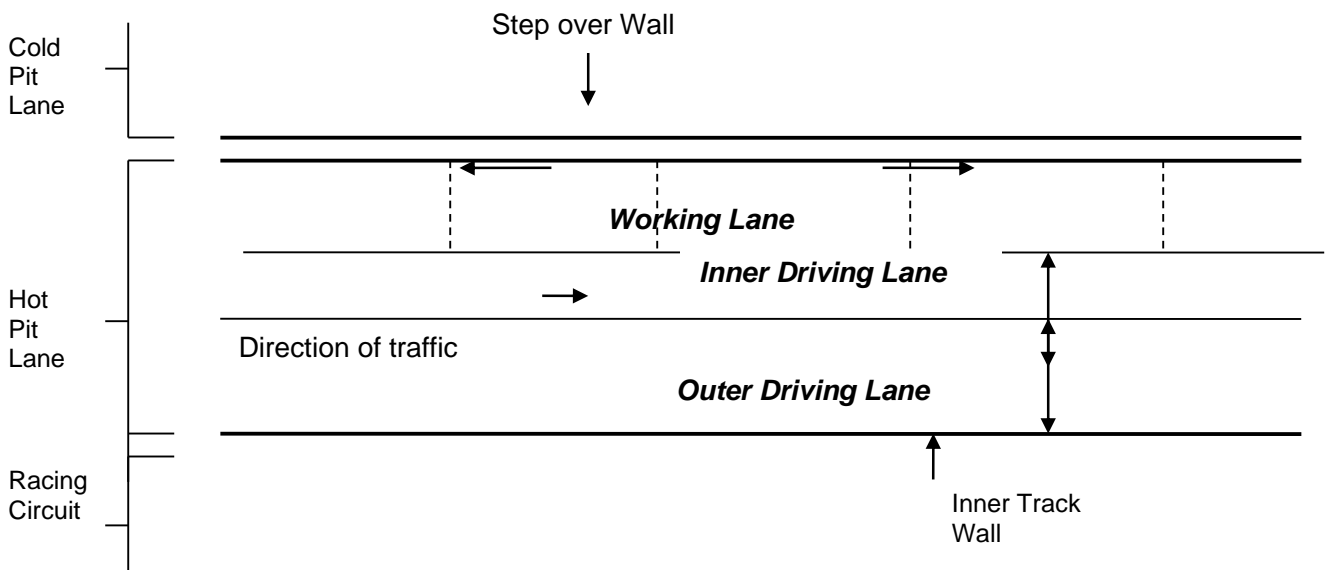 Step over Wall
Cold
Pit
Lane
Working Lane
Inner Driving Lane
Hot
Pit
Lane
Direction of traffic
Outer Driving Lane
Racing
Circuit
Inner Track
Wall